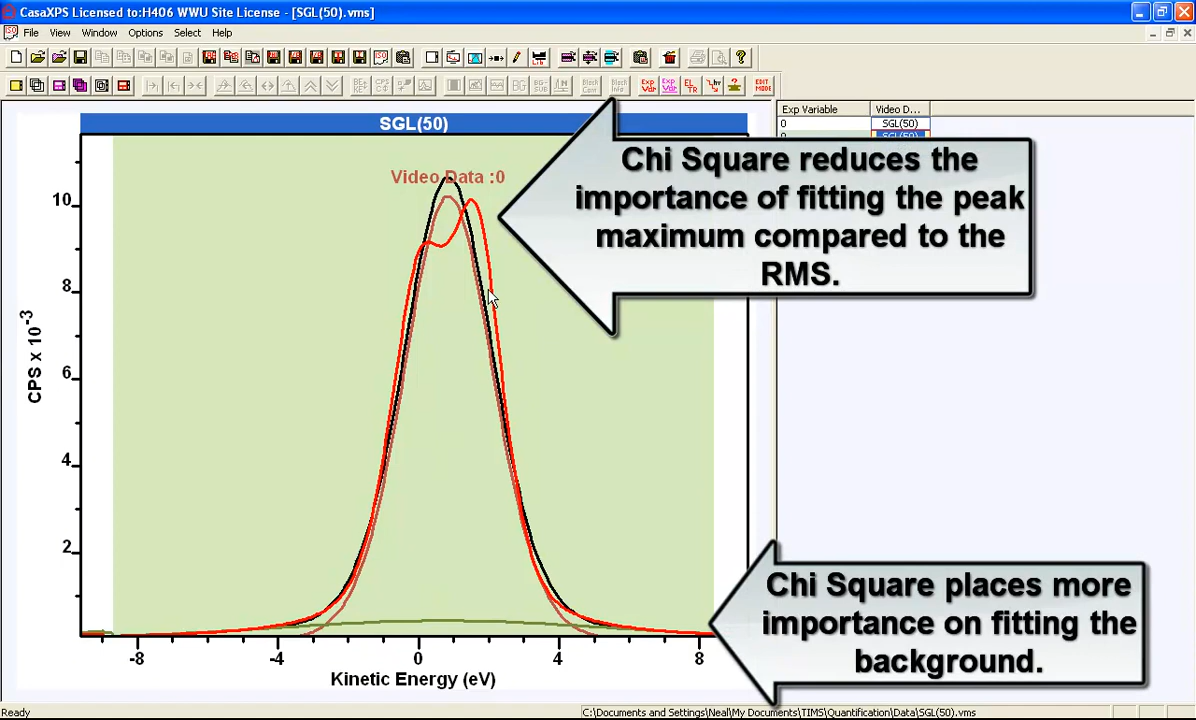 CasaXPS Licensed to:H406 WWU Site License - [SGL(50).vms]
File View Window Options Select Help
Exp Variable Video D...
0 SGL(50)
SGL(50)
Video Data :0
10
8
6
4
2
CPS x 10-3
-8 -4 0 4 8
Kinetic Energy (eV)
Chi Square reduces the
importance of fitting the peak
maximum compared to the
RMS.
Chi Square places more
importance on fitting the
background.
Ready
C:\Documents and Settings\Neal\My Documents\TIMS\Quantification\Data\SGL(50).vms